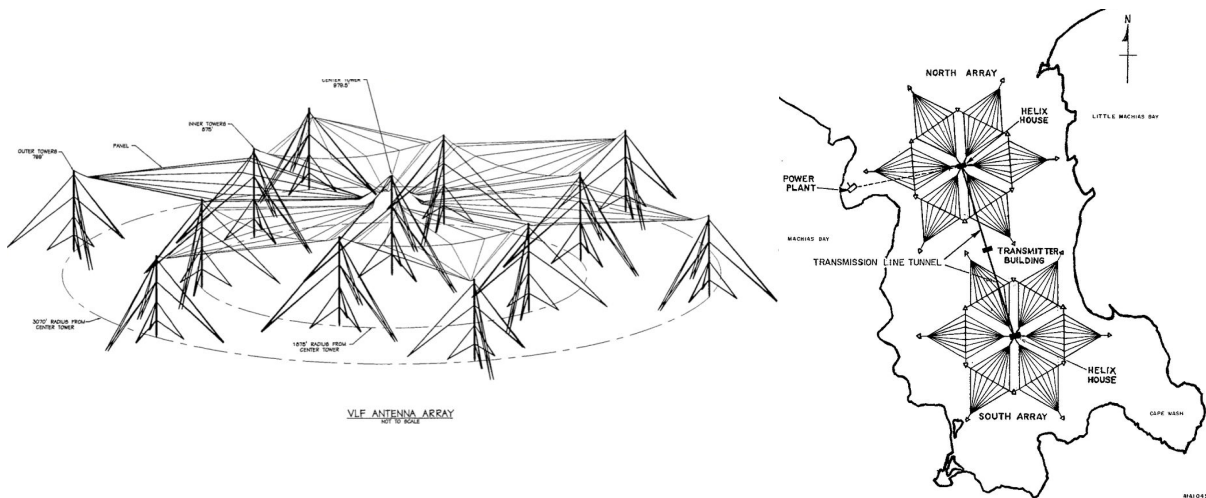 CENTER TOWER
979.5'
INNER TOWERS
875'
PANEL
OUTER TOWERS
799'
3070' RADIUS FROM
CENTER TOWER
1875' RADIUS FROM
CENTER TOWER
VLF ANTENNA ARRAY
NOT TO SCALE
N
NORTH ARRAY
HELIX
HOUSE
LITTLE MACHIAS BAY
POWER
PLANT
MACHIAS BAY
TRANSMITTER
BUILDING
TRANSMISSION LINE TUNNEL
HELIX
HOUSE
SOUTH ARRAY
CAPE WASH